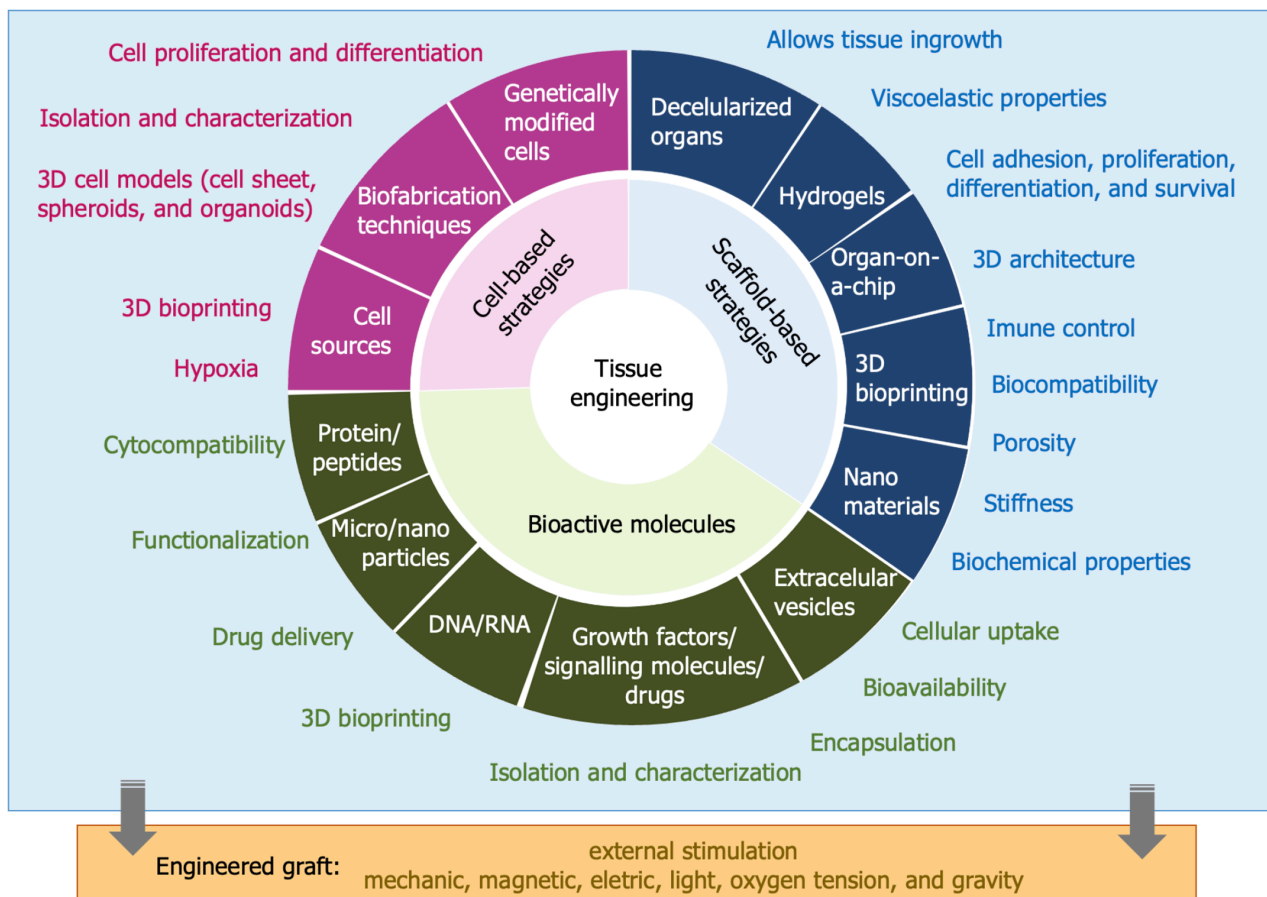 Cell proliferation and differentiation
Isolation and characterization
3D cell models (cell sheet,
spheroids, and organoids)
3D bioprinting
Hypoxia
Genetically
modified
cells
Biofabrication
techniques
Cell
sources
Cell-based
strategies
Allows tissue ingrowth
Viscoelastic properties
Cell adhesion, proliferation,
differentiation, and survival
3D architecture
Imune control
Biocompatibility
Porosity
Stiffness
Biochemical properties
Decelularized
organs
Hydrogels
Organ-on-
a-chip
3D
bioprinting
Nano
materials
Scaffold-based
strategies
Tissue
engineering
Bioactive molecules
Protein/
peptides
Micro/nano
particles
DNA/RNA
Growth factors/
signalling molecules/
drugs
Extracelular
vesicles
Cytocompatibility
Functionalization
Drug delivery
3D bioprinting
Isolation and characterization
Encapsulation
Bioavailability
Cellular uptake
Engineered graft:
external stimulation
mechanic, magnetic, eletric, light, oxygen tension, and gravity